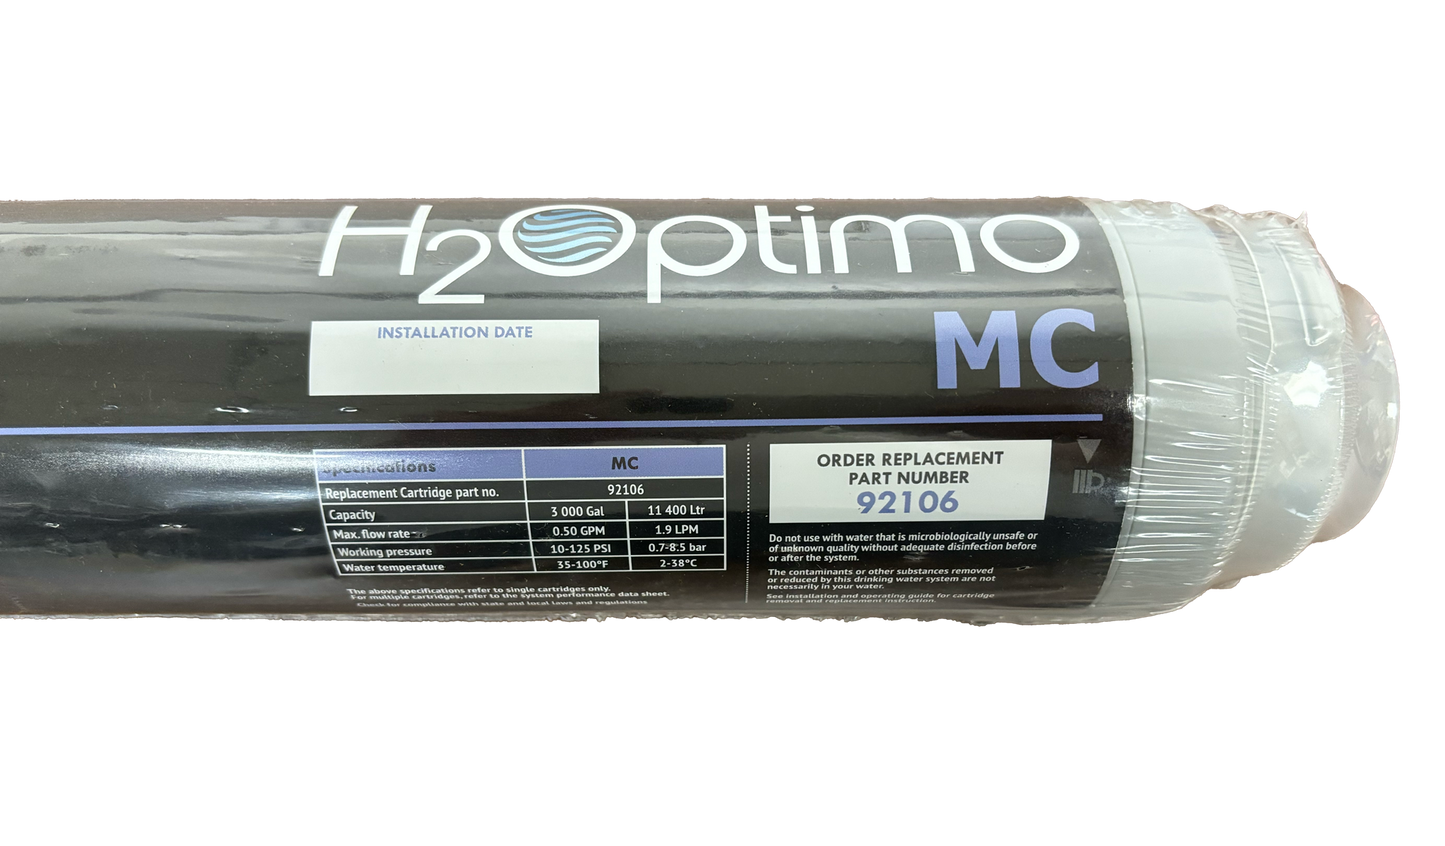 H2Optimo
MC
INSTALLATION DATE
Specifications MC
Replacement Cartridge part no. 92106
Capacity 3 000 Gal 11 400 Ltr
Max. flow rate 0.50 GPM 1.9 LPM
Working pressure 10-125 PSI 0.7-8.5 bar
Water temperature 35-100°F 2-38°C
The above specifications refer to single cartridges only.
For multiple cartridges, refer to the system performance data sheet.
Check for compliance with state and local laws and regulations
ORDER REPLACEMENT
PART NUMBER
92106
Do not use with water that is microbiologically unsafe or
of unknown quality without adequate disinfection before
or after the system.
The contaminants or other substances removed
or reduced by this drinking water system are not
necessarily in your water.
See installation and operating guide for cartridge
removal and replacement instruction.